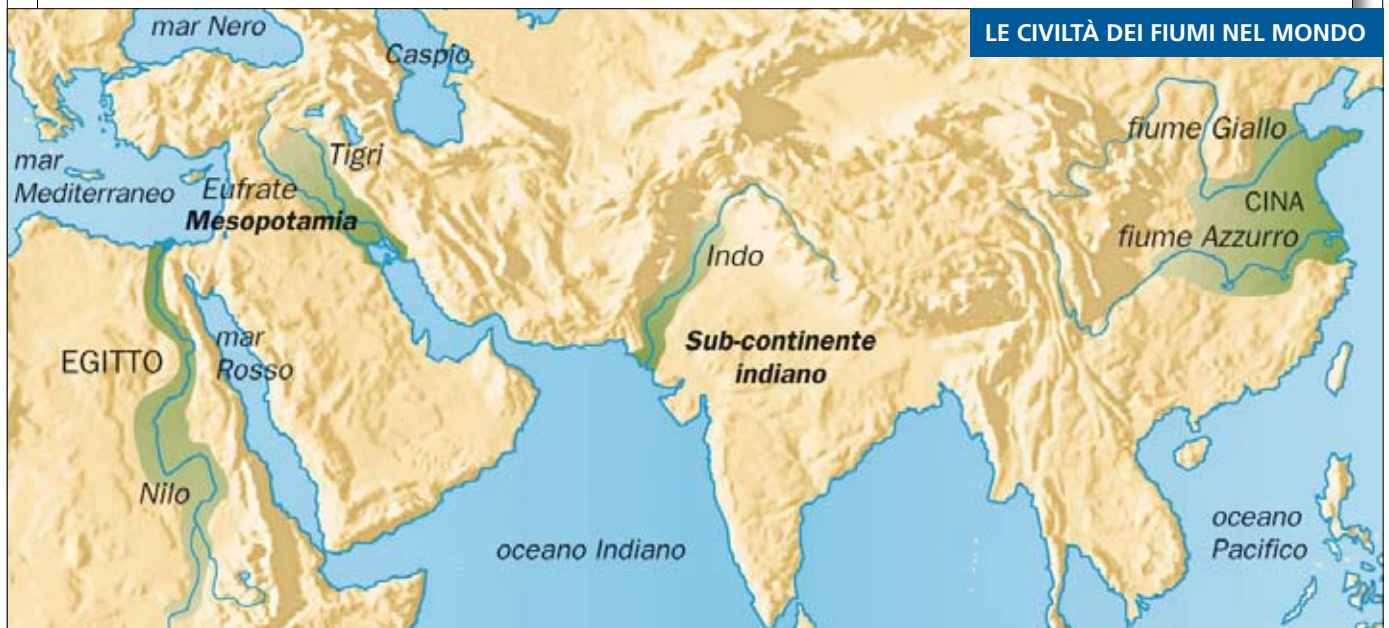 LE CIVILTÀ DEI FIUMI NEL MONDO
mar Nero
Caspio
fiume Giallo
mar
Mediterraneo
Tigri
Eufrate
Mesopotamia
CINA
fiume Azzurro
Indo
EGITTO
mar
Rosso
Sub-continente
indiano
Nilo
oceano Indiano
oceano
Pacifico